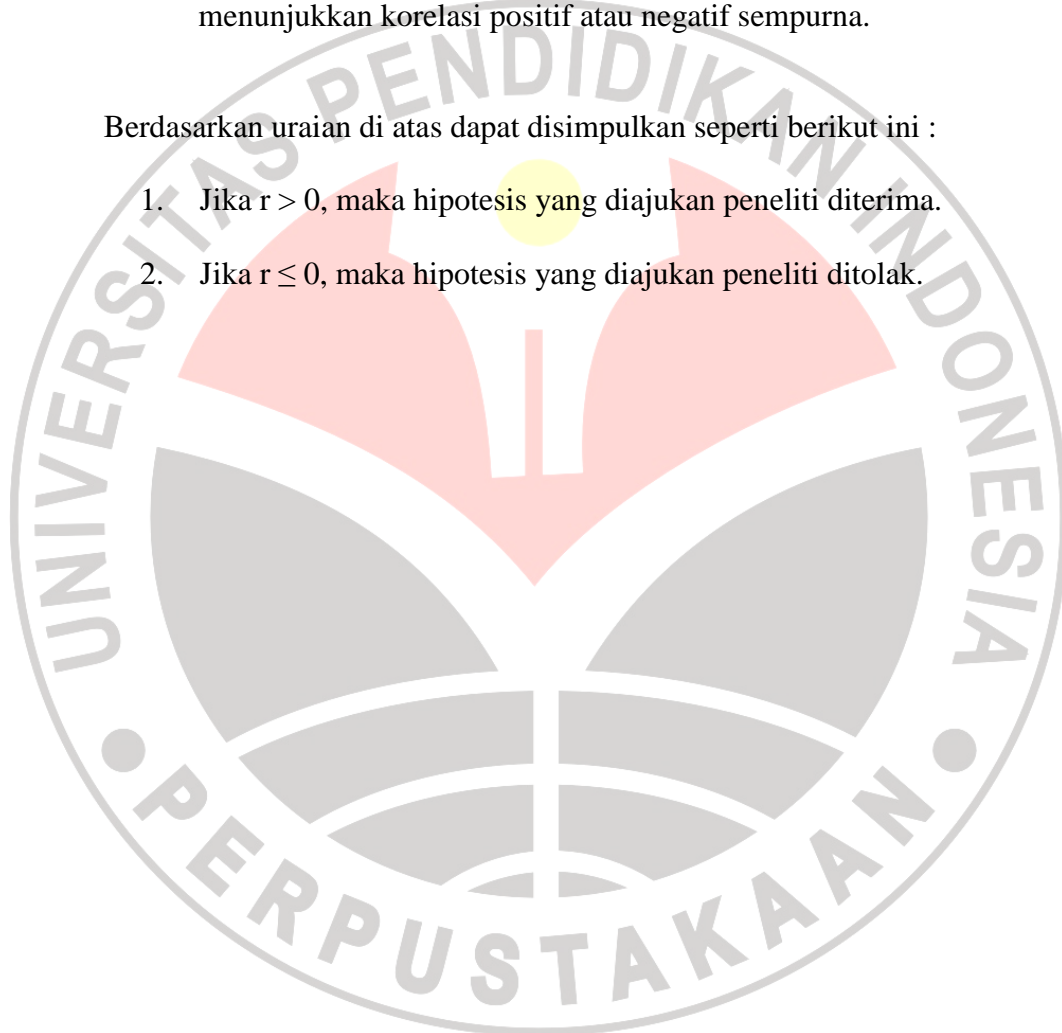 menunjukkan korelasi positif atau negatif sempurna.
Berdasarkan uraian di atas dapat disimpulkan seperti berikut ini :
1. Jika r > 0, maka hipotesis yang diajukan peneliti diterima.
2. Jika r ≤ 0, maka hipotesis yang diajukan peneliti ditolak.
UNIVERSITAS PENDIDIKAN INDONESIA
PERPUSTAKAAN